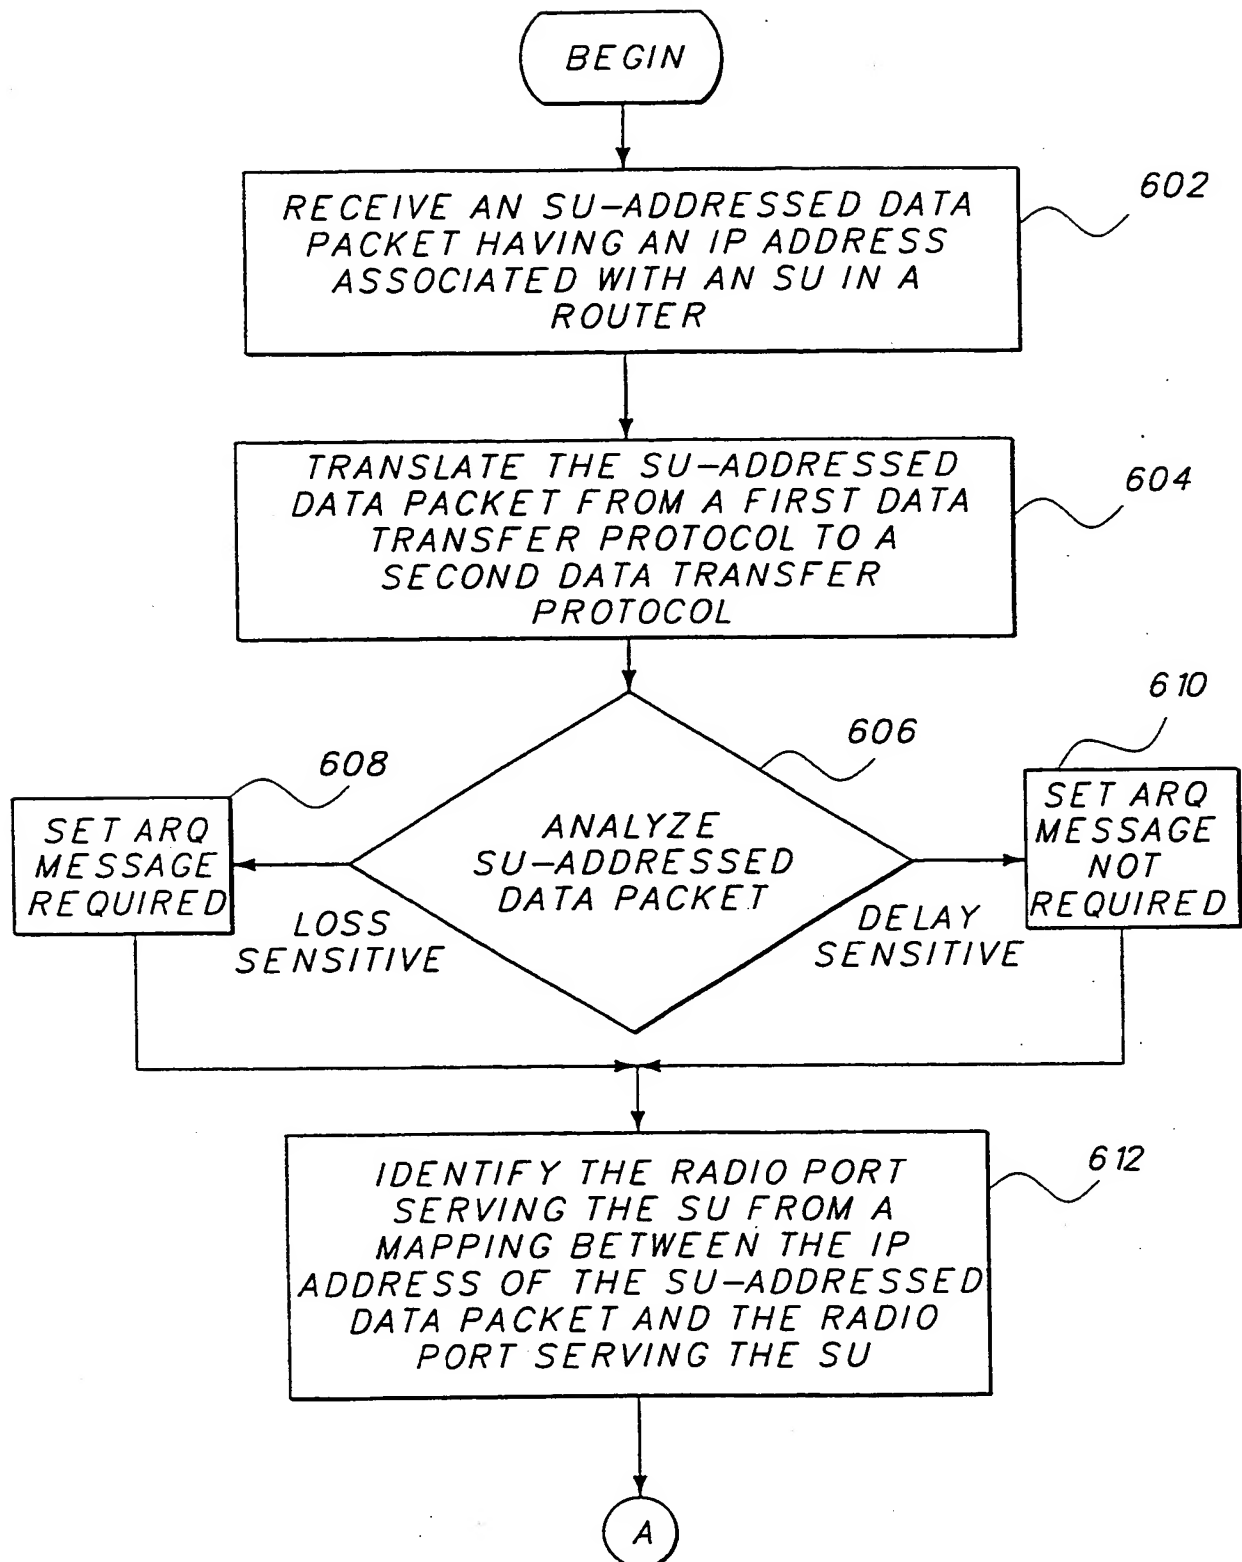 BEGIN
RECEIVE AN SU-ADDRESSED DATA
PACKET HAVING AN IP ADDRESS
ASSOCIATED WITH AN SU IN A
ROUTER
602
TRANSLATE THE SU-ADDRESSED
DATA PACKET FROM A FIRST DATA
TRANSFER PROTOCOL TO A
SECOND DATA TRANSFER
PROTOCOL
604
606
ANALYZE
SU-ADDRESSED
DATA PACKET
608
SET ARQ
MESSAGE
REQUIRED
LOSS
SENSITIVE
610
SET ARQ
MESSAGE
NOT
REQUIRED
DELAY
SENSITIVE
IDENTIFY THE RADIO PORT
SERVING THE SU FROM A
MAPPING BETWEEN THE IP
ADDRESS OF THE SU-ADDRESSED
DATA PACKET AND THE RADIO
PORT SERVING THE SU
612
A